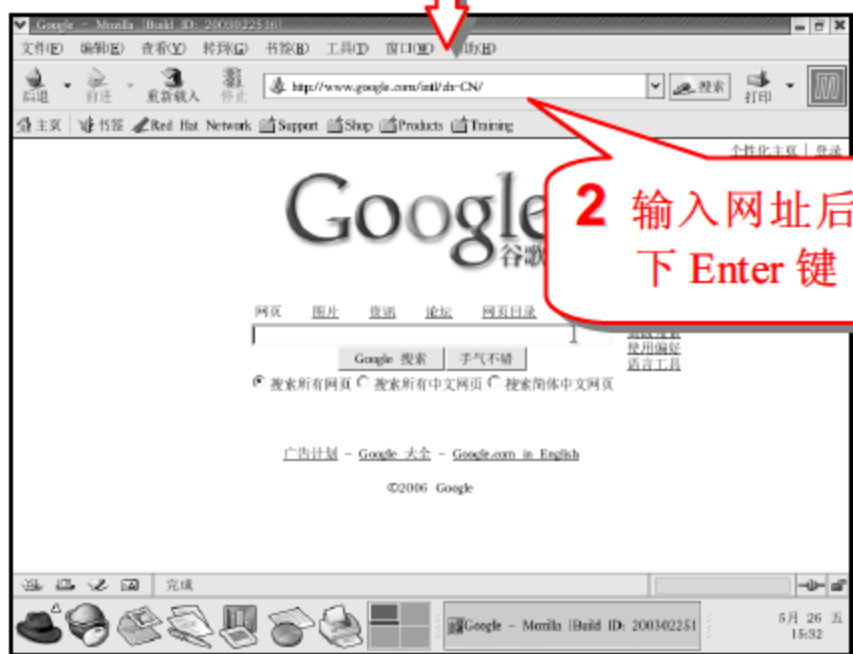 Google - Mozilla [Build ID: 2003022516]
文件(F) 编辑(E) 查看(V) 转到(G) 书签(B) 工具(T) 窗口(W) 助(H)
后退 前进 重新载入 停止 http://www.google.com/intl/zh-CN/ 搜索 打印
主页 书签 Red Hat Network Support Shop Products Training
个性化主页 | 登录
Google
谷歌
2 输入网址后
下 Enter 键
网页 图片 资讯 论坛 网页目录
使用偏好
语言工具
Google 搜索 手气不错
搜索所有网页 搜索所有中文网页 搜索简体中文网页
广告计划 - Google 大全 - Google.com in English
©2006 Google
完成
Google - Mozilla [Build ID: 200302251
5月 26 五
15:32